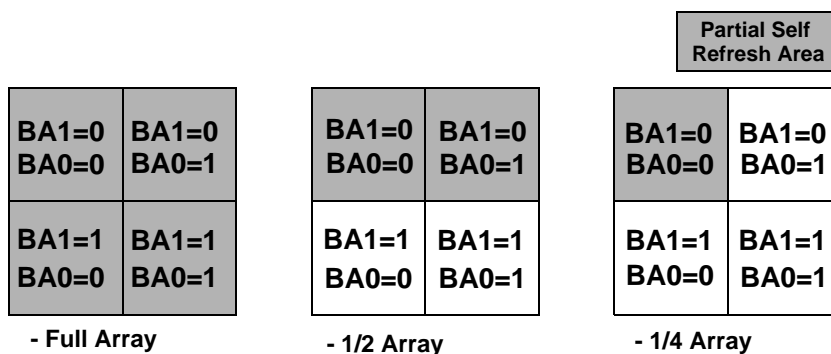 Partial Self
Refresh Area
BA1=0 BA1=0 BA1=0 BA1=0 BA1=0 BA1=0
BA0=0 BA0=1 BA0=0 BA0=1 BA0=0 BA0=1
BA1=1 BA1=1 BA1=1 BA1=1 BA1=1 BA1=1
BA0=0 BA0=1 BA0=0 BA0=1 BA0=0 BA0=1
- Full Array - 1/2 Array - 1/4 Array